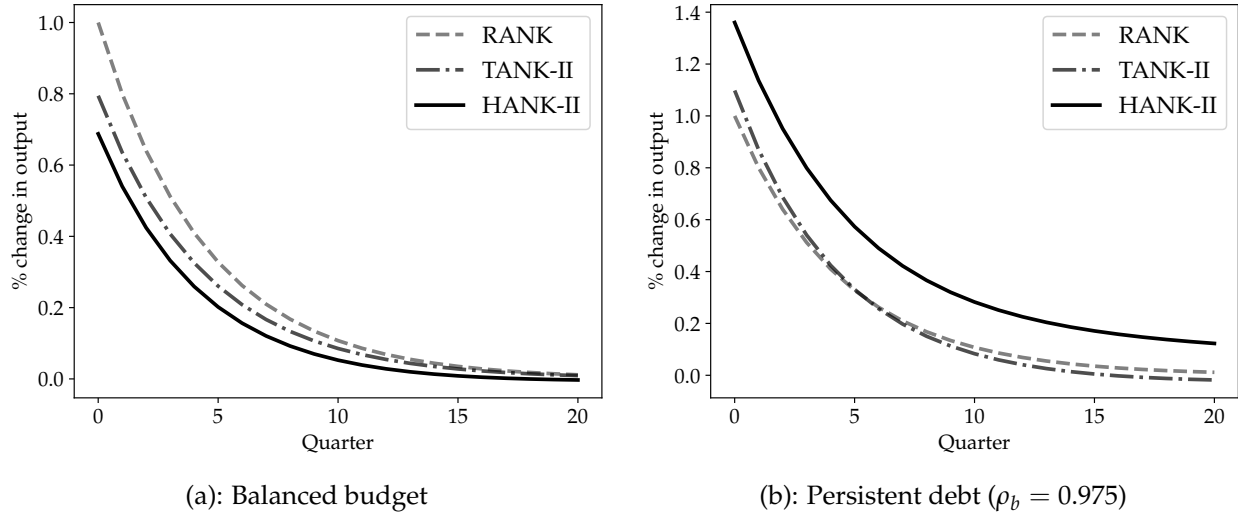 % change in output
1.0
0.8
0.6
0.4
0.2
0.0
RANK
TANK-II
HANK-II
0
5
10
15
20
Quarter
(a): Balanced budget
% change in output
1.4
1.2
1.0
0.8
0.6
0.4
0.2
0.0
RANK
TANK-II
HANK-II
0
5
10
15
20
Quarter
(b): Persistent debt (ρ_b = 0.975)